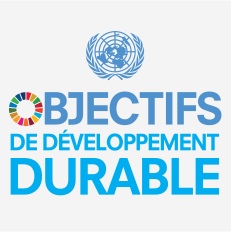 OBJECTIFS
DE DÉVELOPPEMENT
DURABLE